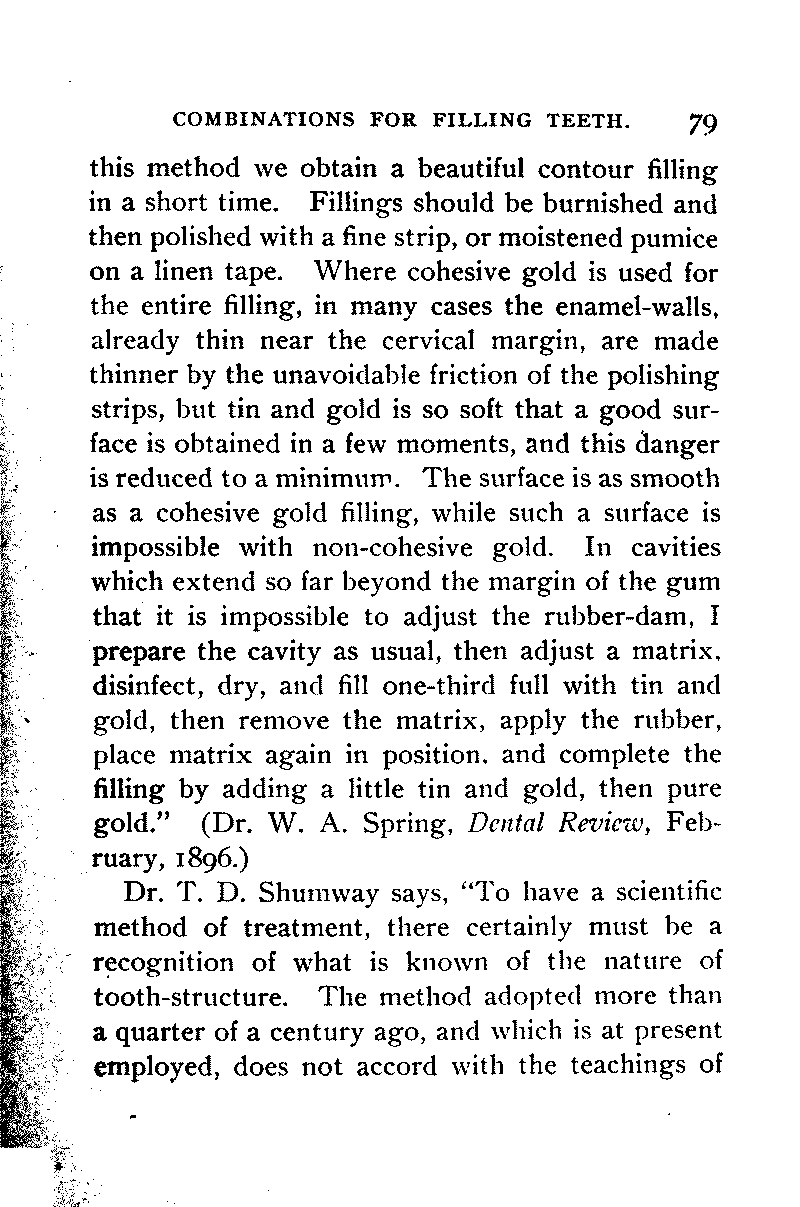 COMBINATIONS FOR FILLING TEETH. 79
this method we obtain a beautiful contour filling
in a short time. Fillings should be burnished and
then polished with a fine strip, or moistened pumice
on a linen tape. Where cohesive gold is used for
the entire filling, in many cases the enamel-walls,
already thin near the cervical margin, are made
thinner by the unavoidable friction of the polishing
strips, but tin and gold is so soft that a good sur-
face is obtained in a few moments, and this danger
is reduced to a minimum. The surface is as smooth
as a cohesive gold filling, while such a surface is
impossible with non-cohesive gold. In cavities
which extend so far beyond the margin of the gum
that it is impossible to adjust the rubber-dam, I
prepare the cavity as usual, then adjust a matrix,
disinfect, dry, and fill one-third full with tin and
gold, then remove the matrix, apply the rubber,
place matrix again in position, and complete the
filling by adding a little tin and gold, then pure
gold.” (Dr. W. A. Spring, Dental Review, Feb-
ruary, 1896.)
Dr. T. D. Shumway says, “To have a scientific
method of treatment, there certainly must be a
recognition of what is known of the nature of
tooth-structure. The method adopted more than
a quarter of a century ago, and which is at present
employed, does not accord with the teachings of